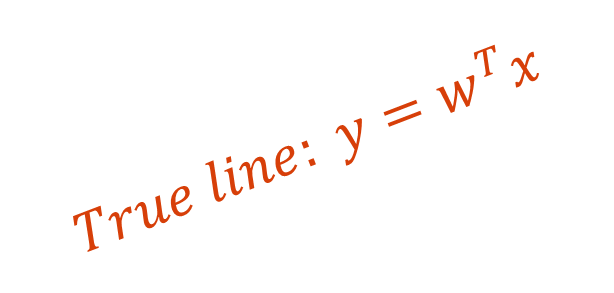 True line: y = w^T x